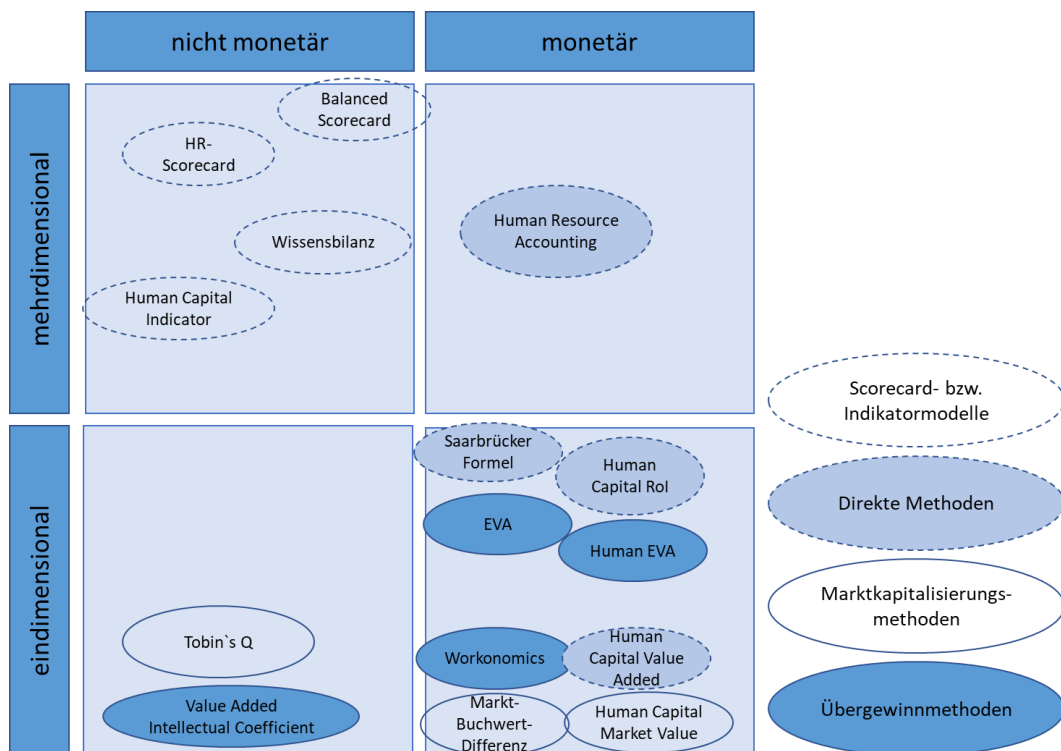 nicht monetär
monetär
mehrdimensional
Balanced
Scorecard
HR-
Scorecard
Wissensbilanz
Human Capital
Indicator
Human Resource
Accounting
Scorecard- bzw.
Indikatormodelle
Direkte Methoden
Marktkapitalisierungs-
methoden
Übergewinnmethoden
eindimensional
Tobin`s Q
Value Added
Intellectual Coefficient
Saarbrücker
Formel
Human
Capital RoI
EVA
Human EVA
Workonomics
Human
Capital Value
Added
Markt-
Buchwert-
Differenz
Human Capital
Market Value